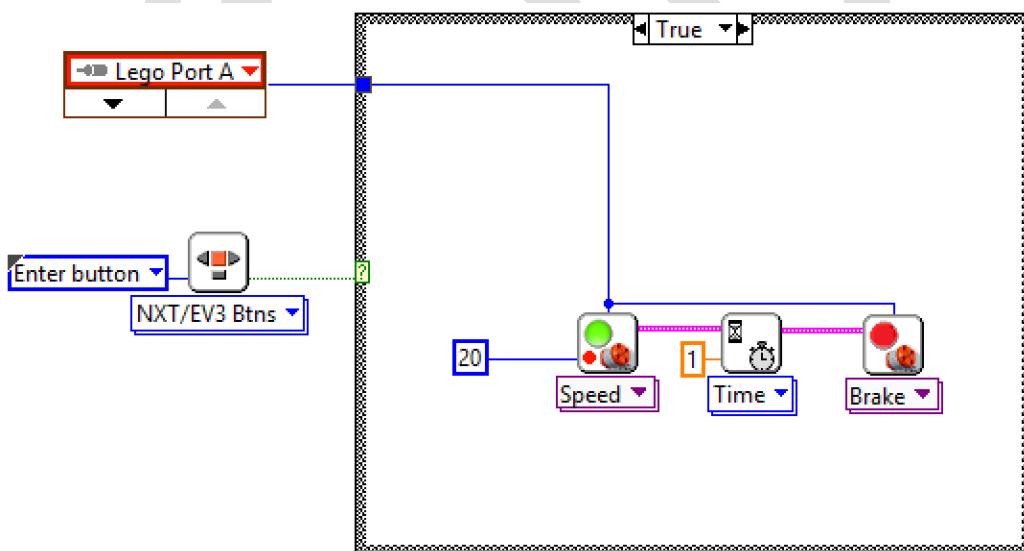 True
Lego Port A
Enter button
?
NXT/EV3 Btns
20
1
Speed
Time
Brake